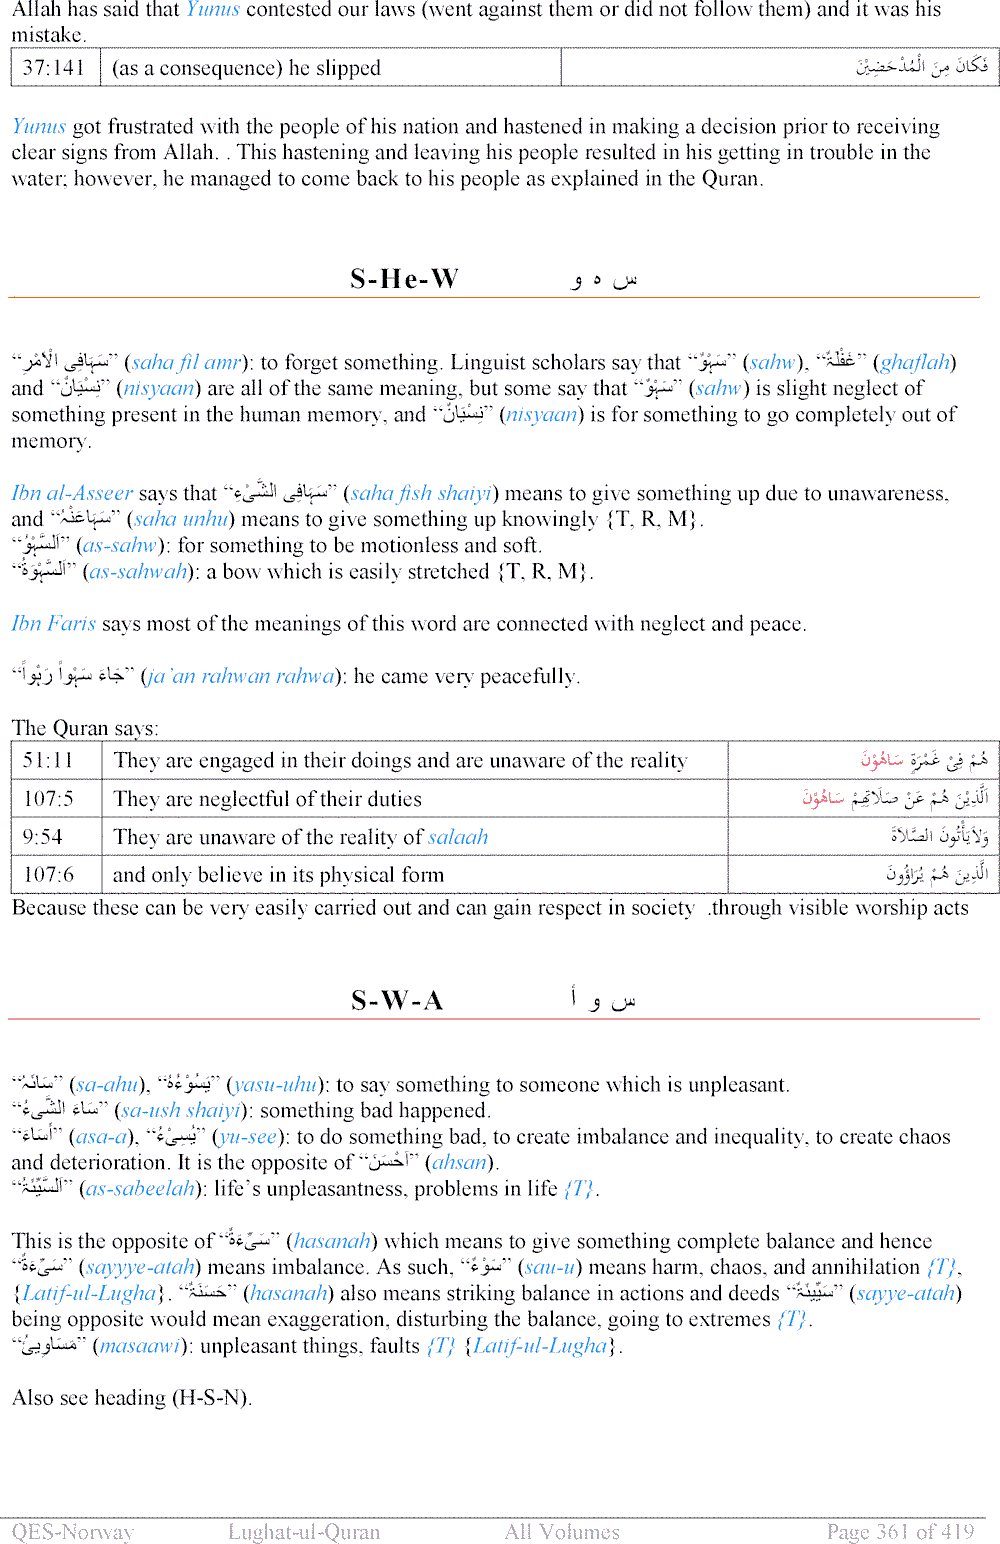 Allah has said that Yunus contested our laws (went against them or did not follow them) and it was his
mistake.
37:141 (as a consequence) he slipped فَكَانَ مِنَ الْمُدْحَضِيْنَ
Yunus got frustrated with the people of his nation and hastened in making a decision prior to receiving
clear signs from Allah. . This hastening and leaving his people resulted in his getting in trouble in the
water; however, he managed to come back to his people as explained in the Quran.
S-He-W س ه و
“سَہَافِی الْاَمْرِ” (saha fil amr): to forget something. Linguist scholars say that “سَہْوٌ” (sahw), “غَفْلَۃٌ” (ghaflah)
and “نِسْيَانٌ” (nisyaan) are all of the same meaning, but some say that “سَہْوٌ” (sahw) is slight neglect of
something present in the human memory, and “نِسْيَانٌ” (nisyaan) is for something to go completely out of
memory.
Ibn al-Asseer says that “سَہَافِی الشَّیْءِ” (saha fish shaiyi) means to give something up due to unawareness,
and “سَہَاعَنْہُ” (saha unhu) means to give something up knowingly {T, R, M}.
“اَلسَّہْوُ” (as-sahw): for something to be motionless and soft.
“اَلسَّہْوَۃُ” (as-sahwah): a bow which is easily stretched {T, R, M}.
Ibn Faris says most of the meanings of this word are connected with neglect and peace.
“جَاءَ سَہْواً رَہْواً” (ja’an rahwan rahwa): he came very peacefully.
The Quran says:
51:11 They are engaged in their doings and are unaware of the reality هُمْ فِيْ غَمْرَةٍ سَاهُوْنَ
107:5 They are neglectful of their duties الَّذِيْنَ هُمْ عَنْ صَلَاتِهِمْ سَاهُوْنَ
9:54 They are unaware of the reality of salaah وَلاَيَأْتُونَ الصَّلاَةَ
107:6 and only believe in its physical form الَّذِينَ هُمْ يُرَاؤُونَ
Because these can be very easily carried out and can gain respect in society .through visible worship acts
S-W-A س و أ
“سَائَہُ” (sa-ahu), “يَسُوْءُہُ” (yasu-uhu): to say something to someone which is unpleasant.
“سَاءَ الشَّیءُ” (sa-ush shaiyi): something bad happened.
“أَسَاءَ” (asa-a), “يُسِیْءُ” (yu-see): to do something bad, to create imbalance and inequality, to create chaos
and deterioration. It is the opposite of “اَحْسَنَ” (ahsan).
“اَلسَّيِّئَۃُ” (as-sabeelah): life’s unpleasantness, problems in life {T}.
This is the opposite of “سَیِّءَۃٌ” (hasanah) which means to give something complete balance and hence
“سَیِّءَۃٌ” (sayyye-atah) means imbalance. As such, “سَوْءٌ” (sau-u) means harm, chaos, and annihilation {T},
{Latif-ul-Lugha}. “حَسَنَۃٌ” (hasanah) also means striking balance in actions and deeds “سَيِّئَۃٌ” (sayye-atah)
being opposite would mean exaggeration, disturbing the balance, going to extremes {T}.
“مَسَاوِیءُ” (masaawi): unpleasant things, faults {T} {Latif-ul-Lugha}.
Also see heading (H-S-N).
QES-Norway Lughat-ul-Quran All Volumes Page 361 of 419